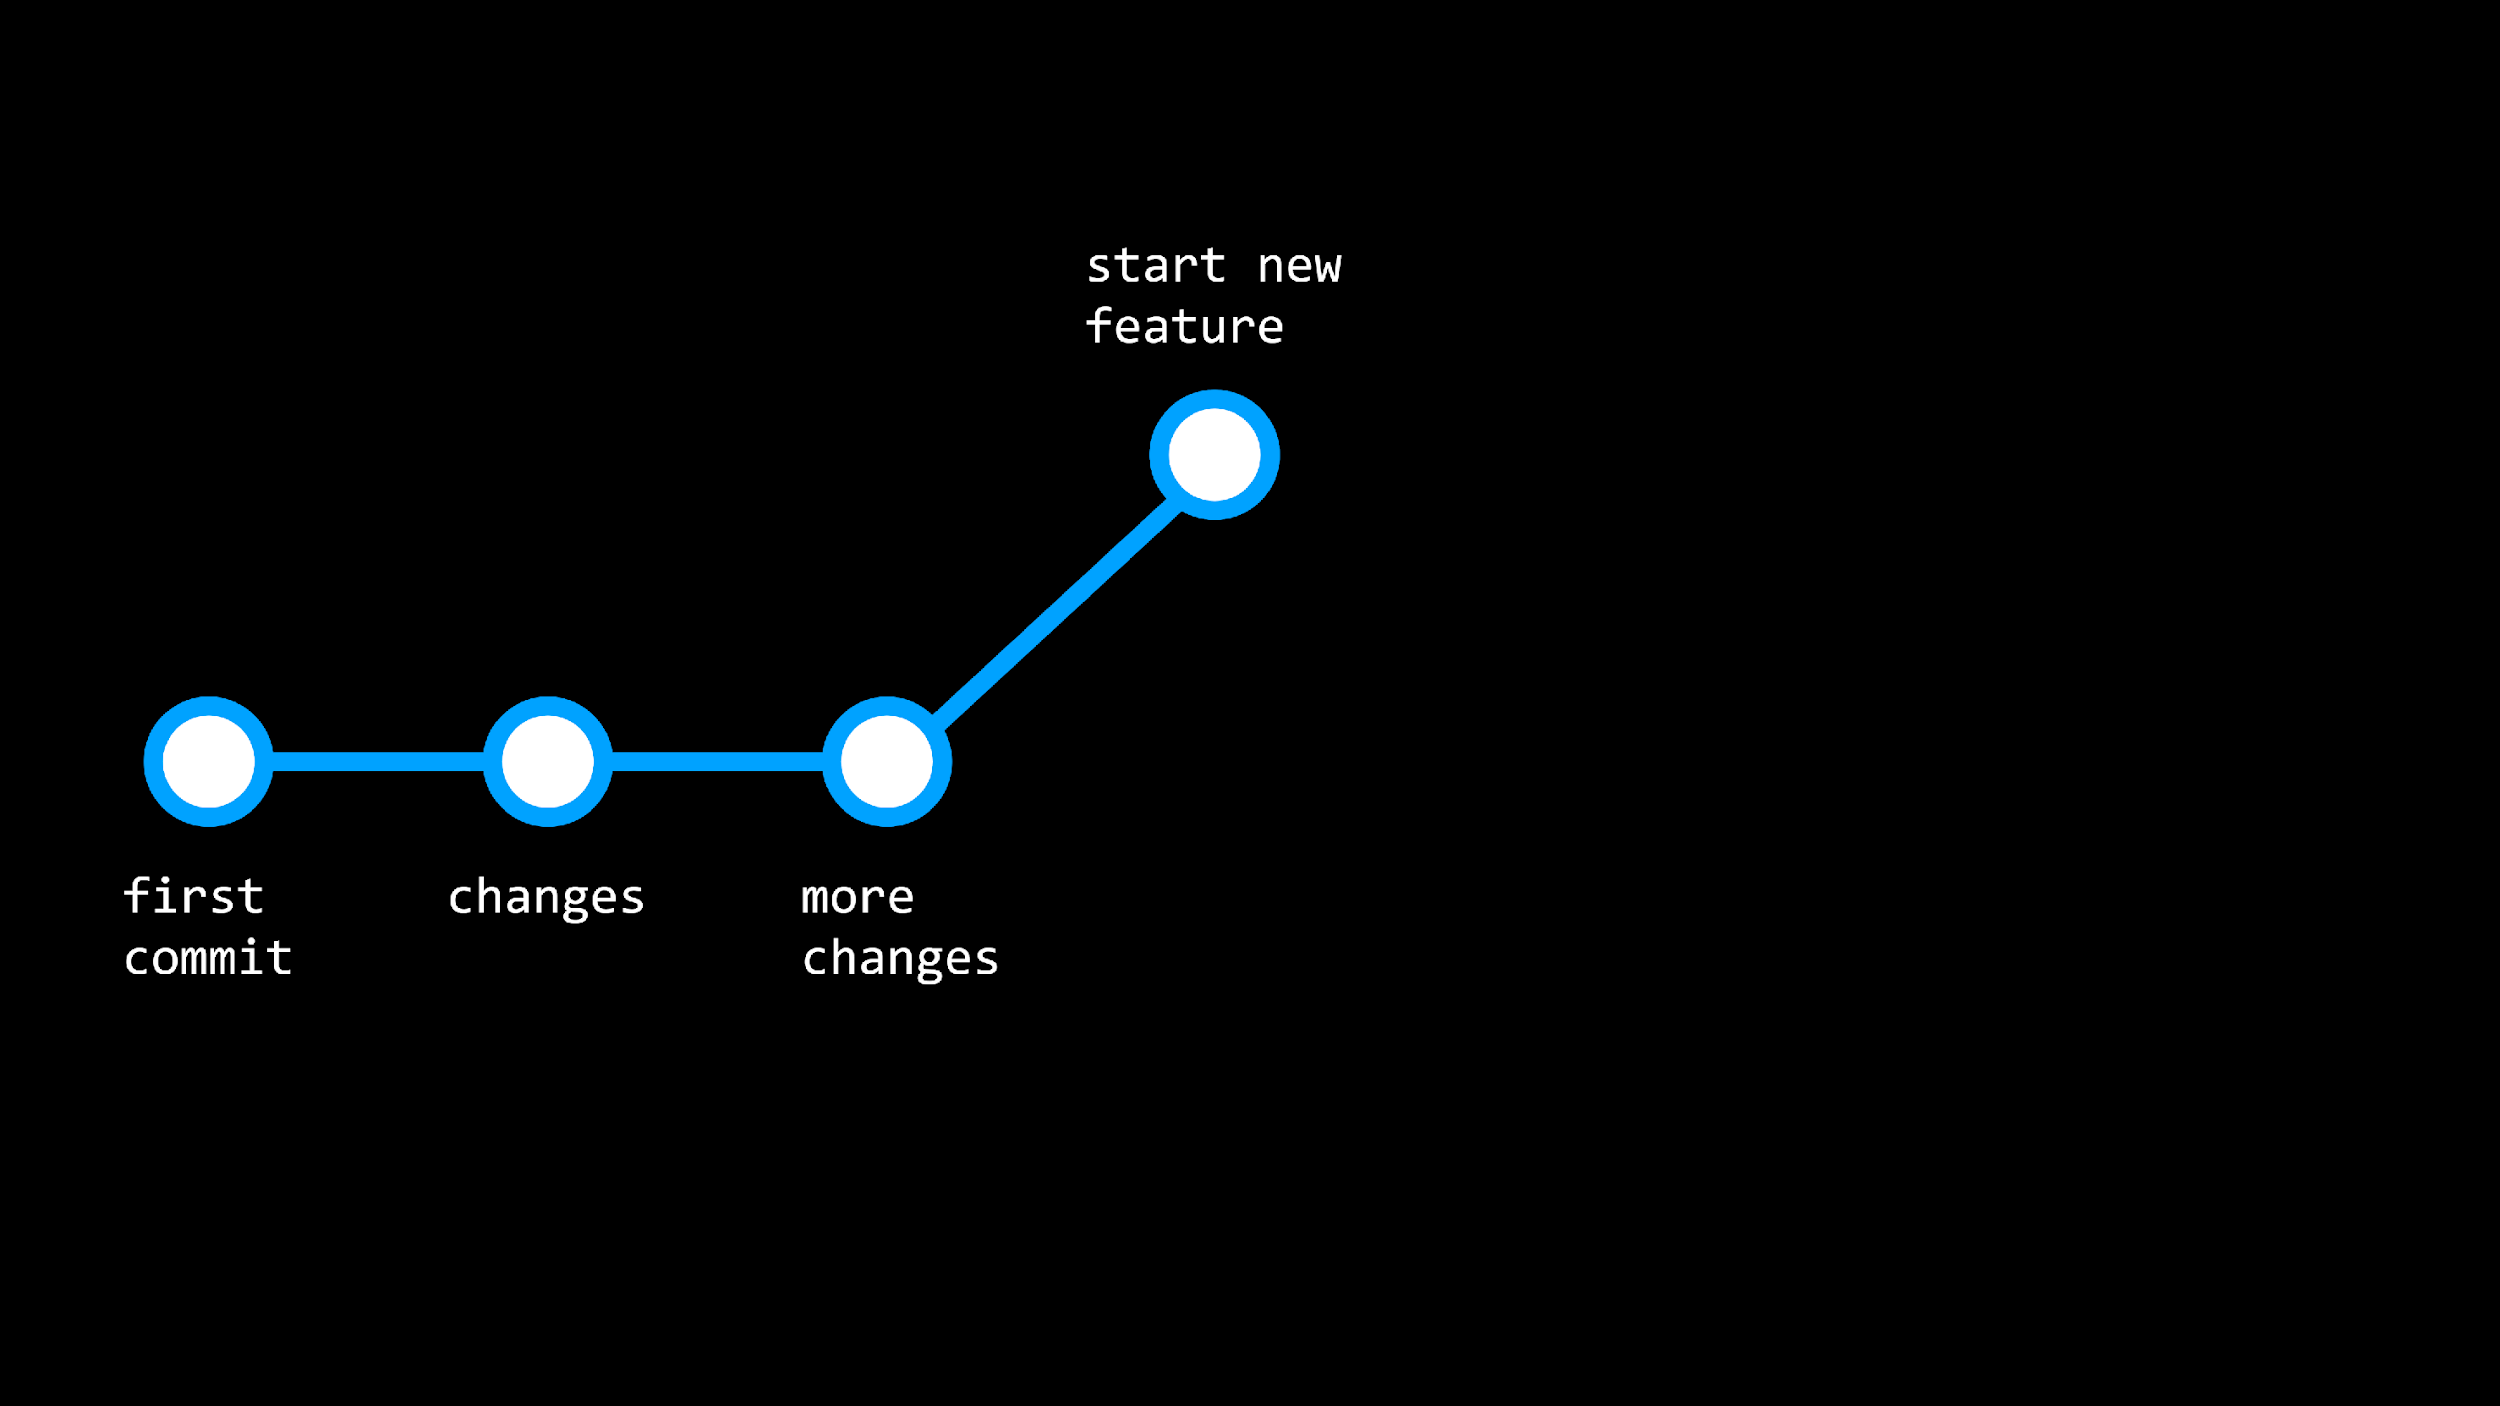 start new
feature
first
commit
changes
more
changes